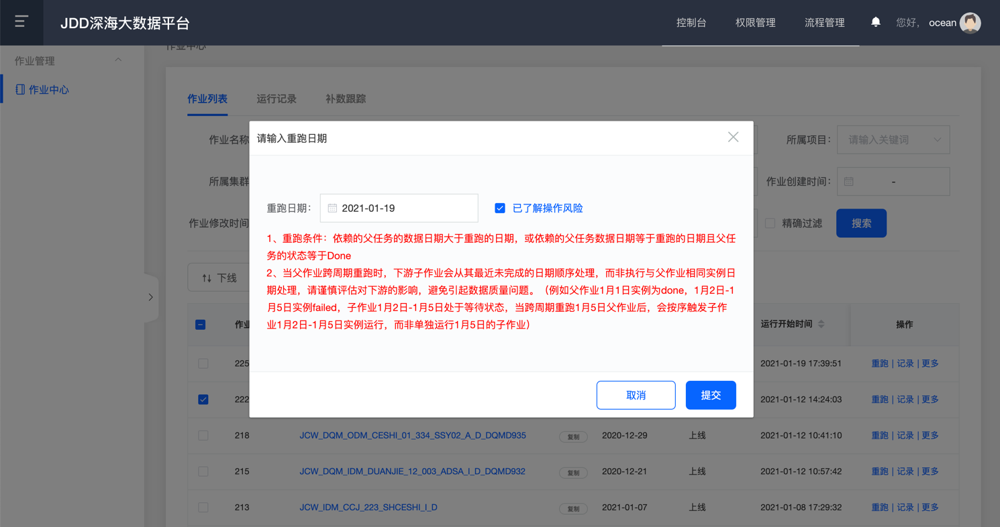 JDD深海大数据平台
控制台
权限管理
流程管理
您好，
ocean
作业管理
作业中心
作业中心
作业列表
运行记录
补数跟踪
作业名称
所属项目：
请输入关键词
所属集群
作业创建时间：
-
作业修改时间
精确过滤
搜索
下线
请输入重跑日期
重跑日期：
2021-01-19
已了解操作风险
1、重跑条件：依赖的父任务的数据日期大于重跑的日期，或依赖的父任务数据日期等于重跑的日期且父任
务的状态等于Done
2、当父作业跨周期重跑时，下游子作业会从其最近未完成的日期顺序处理，而非执行与父作业相同实例日
期处理，请谨慎评估对下游的影响，避免引起数据质量问题。（例如父作业1月1日实例为done，1月2日-1
月5日实例failed，子作业1月2日-1月5日处于等待状态，当跨周期重跑1月5日父作业后，会按序触发子作
业1月2日-1月5日实例运行，而非单独运行1月5日的子作业）
取消
提交
作业
运行开始时间
操作
225
2021-01-19 17:39:51
重跑 | 记录 | 更多
222
2021-01-12 14:24:03
重跑 | 记录 | 更多
218
JCW_DQM_ODM_CESHI_01_334_SSY02_A_D_DQMD935
复制
2020-12-29
上线
2021-01-12 10:41:10
重跑 | 记录 | 更多
215
JCW_DQM_IDM_DUANJIE_12_003_ADSA_I_D_DQMD932
复制
2020-12-21
上线
2021-01-12 10:57:42
重跑 | 记录 | 更多
213
JCW_IDM_CCJ_223_SHCESHI_I_D
复制
2021-01-07
上线
2021-01-08 17:29:32
重跑 | 记录 | 更多